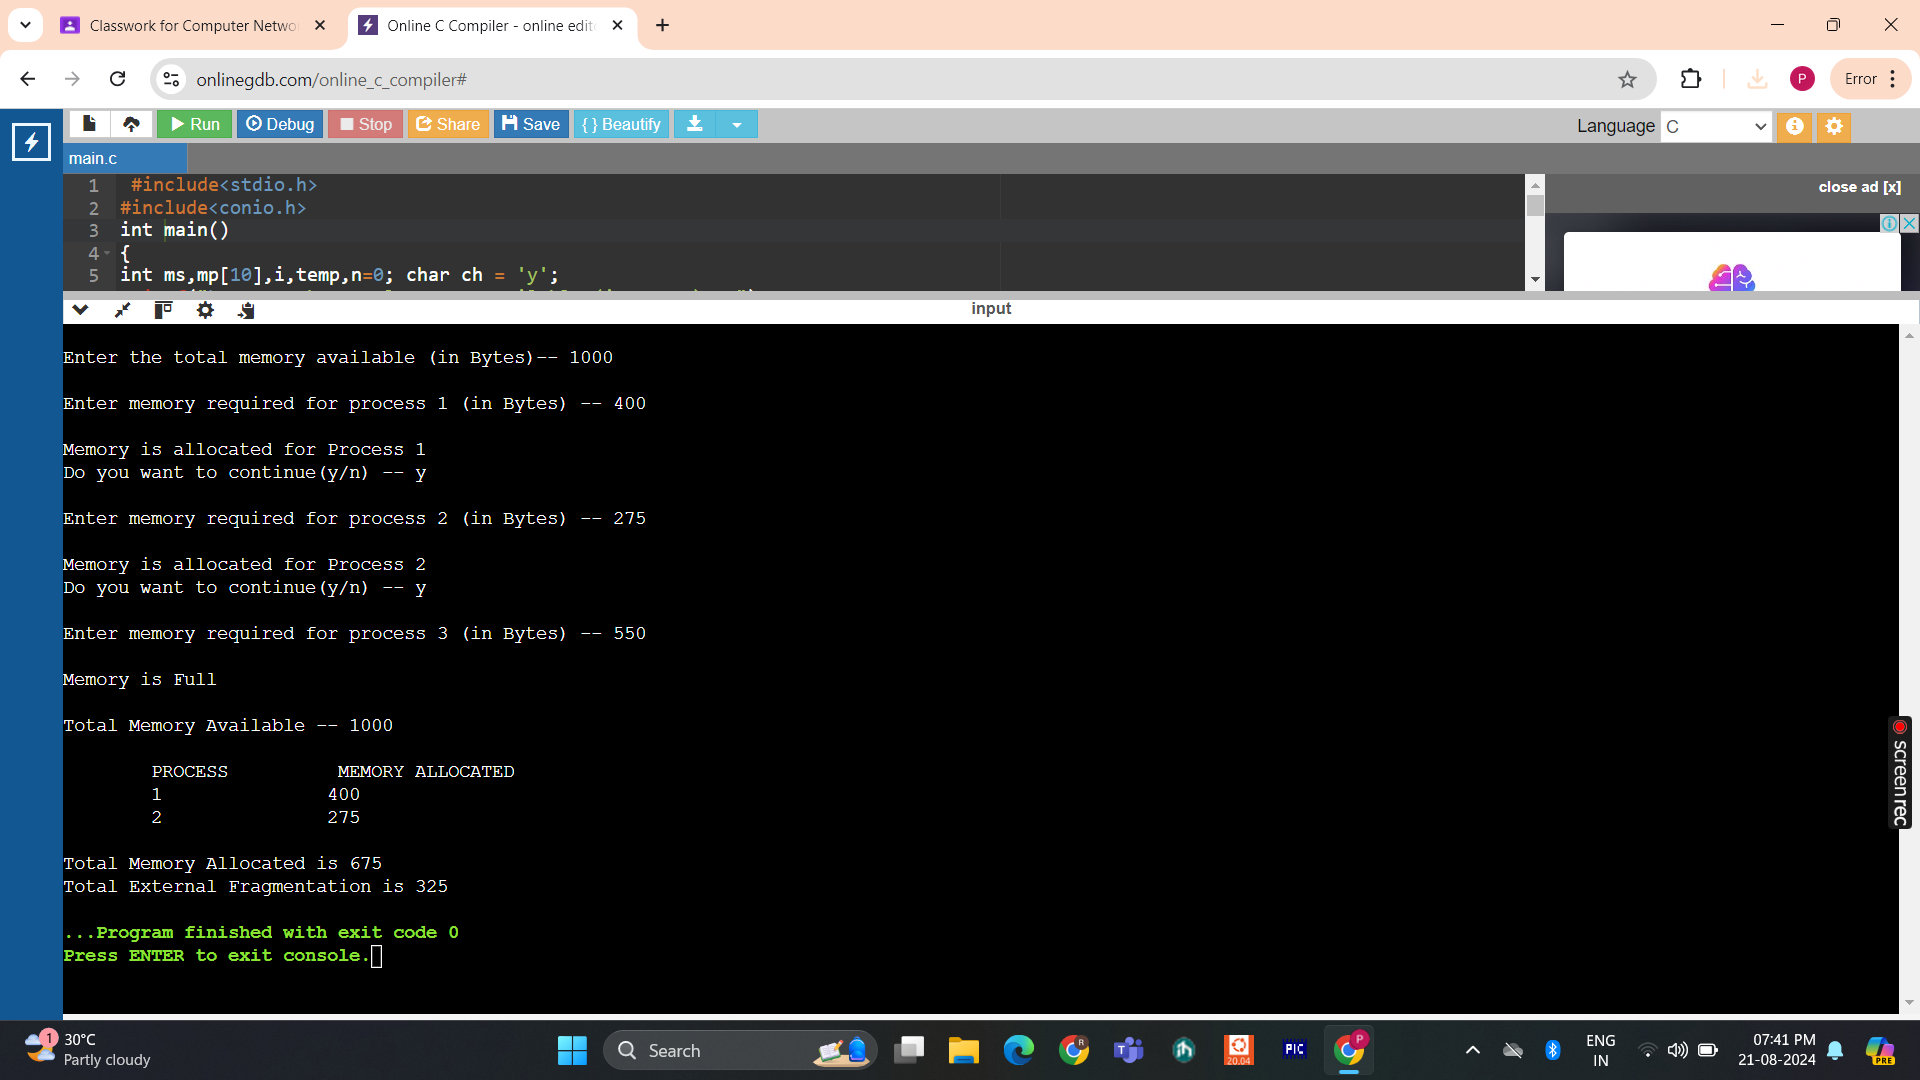 Classwork for Computer Netwo
Online C Compiler - online edit
onlinegdb.com/online_c_compiler#
P
Error
Run
Debug
Stop
Share
Save
{ } Beautify
Language C
main.c
close ad [x]
1 #include<stdio.h>
2 #include<conio.h>
3 int main()
4 {
5 int ms,mp[10],i,temp,n=0; char ch = 'y';
input
Enter the total memory available (in Bytes)-- 1000
Enter memory required for process 1 (in Bytes) -- 400
Memory is allocated for Process 1
Do you want to continue(y/n) -- y
Enter memory required for process 2 (in Bytes) -- 275
Memory is allocated for Process 2
Do you want to continue(y/n) -- y
Enter memory required for process 3 (in Bytes) -- 550
Memory is Full
Total Memory Available -- 1000
PROCESS MEMORY ALLOCATED
1 400
2 275
Total Memory Allocated is 675
Total External Fragmentation is 325
...Program finished with exit code 0
Press ENTER to exit console.
screen rec
1
30°C
Partly cloudy
Search
R
T
20.04
PIC
P
ENG
IN
07:41 PM
21-08-2024
PRE